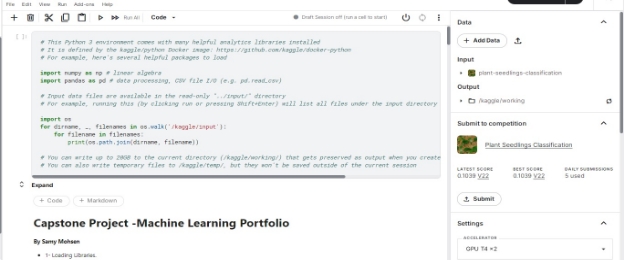 File Edit View Run Add-ons Help
Run All
Code
Draft Session off (run a cell to start)
[ ]:
# This Python 3 environment comes with many helpful analytics libraries installed
# It is defined by the kaggle/python Docker image: https://github.com/kaggle/docker-python
# For example, here's several helpful packages to load
import numpy as np # linear algebra
import pandas as pd # data processing, CSV file I/O (e.g. pd.read_csv)
# Input data files are available in the read-only "../input/" directory
# For example, running this (by clicking run or pressing Shift+Enter) will list all files under the input directory
import os
for dirname, _, filenames in os.walk('/kaggle/input'):
for filename in filenames:
print(os.path.join(dirname, filename))
# You can write up to 20GB to the current directory (/kaggle/working/) that gets preserved as output when you create
# You can also write temporary files to /kaggle/temp/, but they won't be saved outside of the current session
Expand
+ Code
+ Markdown
Capstone Project -Machine Learning Portfolio
By Samy Mohsen
1- Loading Libraries.
Data
+ Add Data
Input
plant-seedlings-classification
Output
/kaggle/working
Submit to competition
Plant Seedlings Classification
LATEST SCORE
0.1039 V22
BEST SCORE
0.1039 V22
DAILY SUBMISSIONS
5 used
Submit
Settings
ACCELERATOR
GPU T4 x2